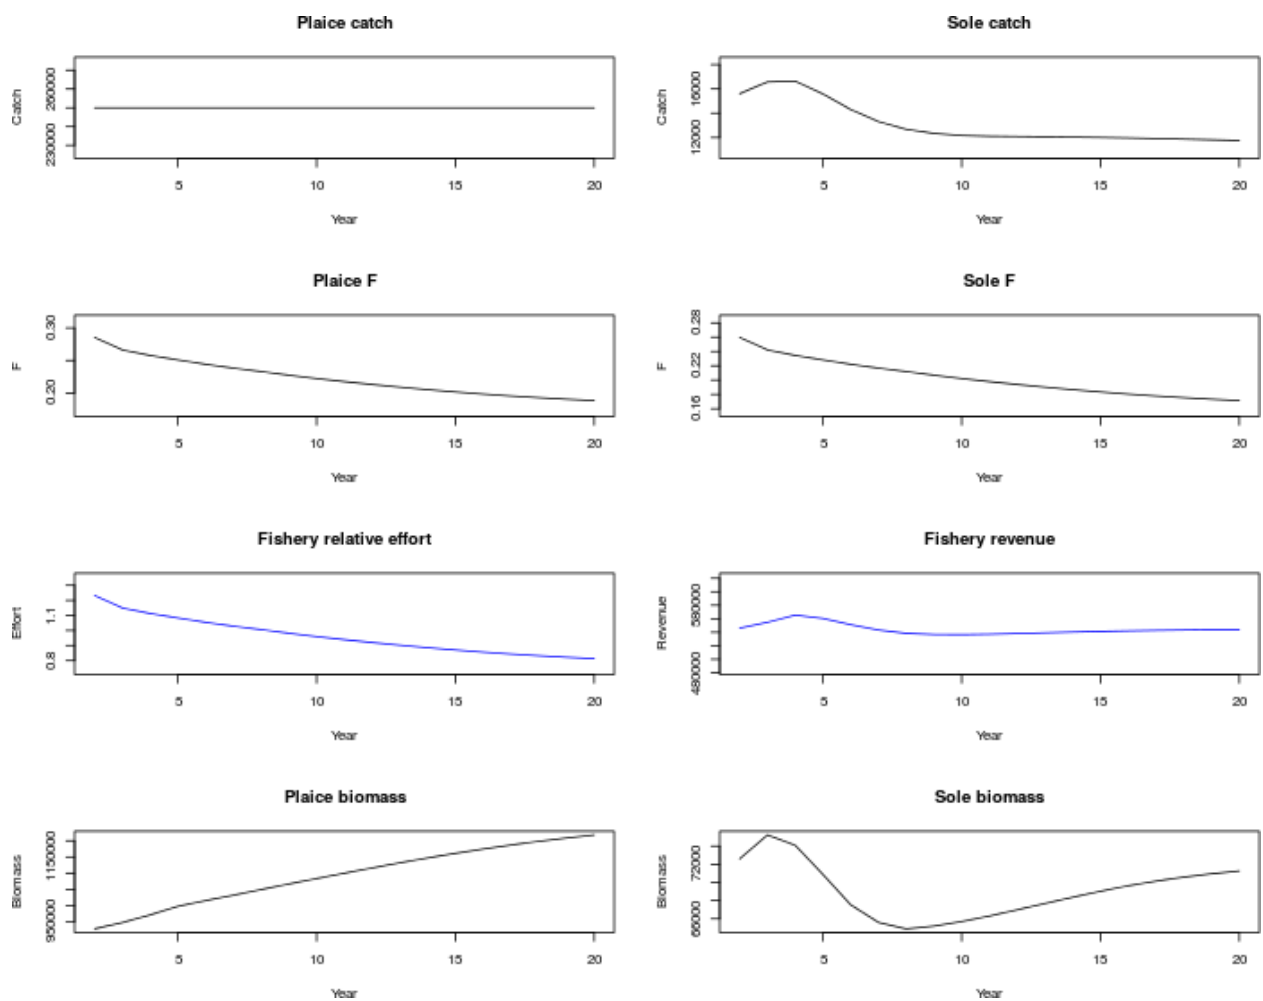 Plaice catch
Catch
230000 260000
5 10 15 20
Year
Sole catch
Catch
12000 16000
5 10 15 20
Year
Plaice F
F
0.20 0.30
5 10 15 20
Year
Sole F
F
0.16 0.22 0.28
5 10 15 20
Year
Fishery relative effort
Effort
0.8 1.1
5 10 15 20
Year
Fishery revenue
Revenue
480000 580000
5 10 15 20
Year
Plaice biomass
Biomass
950000 1150000
5 10 15 20
Year
Sole biomass
Biomass
66000 72000
5 10 15 20
Year